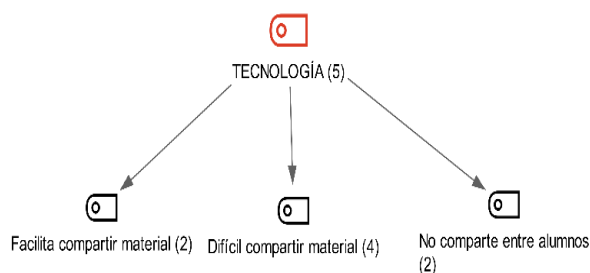 TECNOLOGÍA (5)
Facilita compartir material (2)
Difícil compartir material (4)
No comparte entre alumnos
(2)